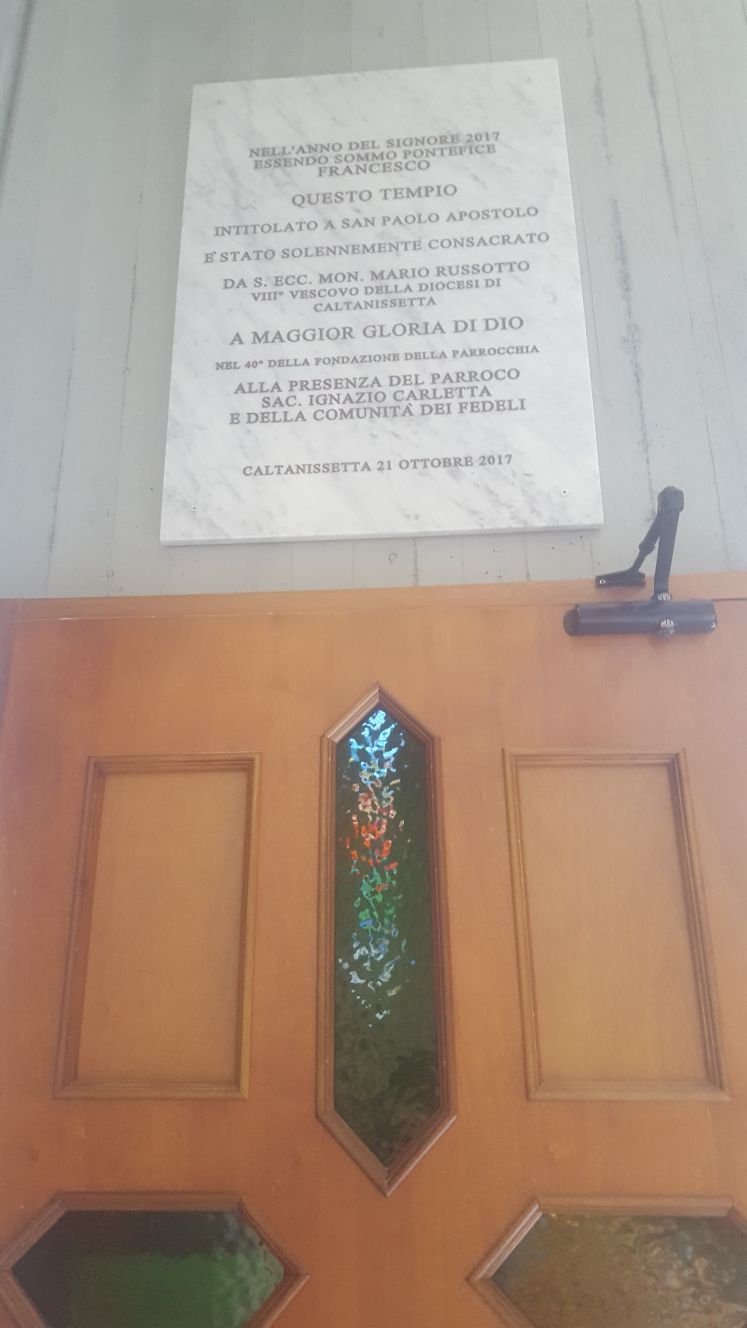 NELL'ANNO DEL SIGNORE 2017
ESSENDO SOMMO PONTEFICE
FRANCESCO
QUESTO TEMPIO
INTITOLATO A SAN PAOLO APOSTOLO
E' STATO SOLENNEMENTE CONSACRATO
DA S. ECC. MON. MARIO RUSSOTTO
VIII° VESCOVO DELLA DIOCESI DI
CALTANISSETTA
A MAGGIOR GLORIA DI DIO
NEL 40° DELLA FONDAZIONE DELLA PARROCCHIA
ALLA PRESENZA DEL PARROCO
SAC. IGNAZIO CARLETTA
E DELLA COMUNITÀ DEI FEDELI
CALTANISSETTA 21 OTTOBRE 2017